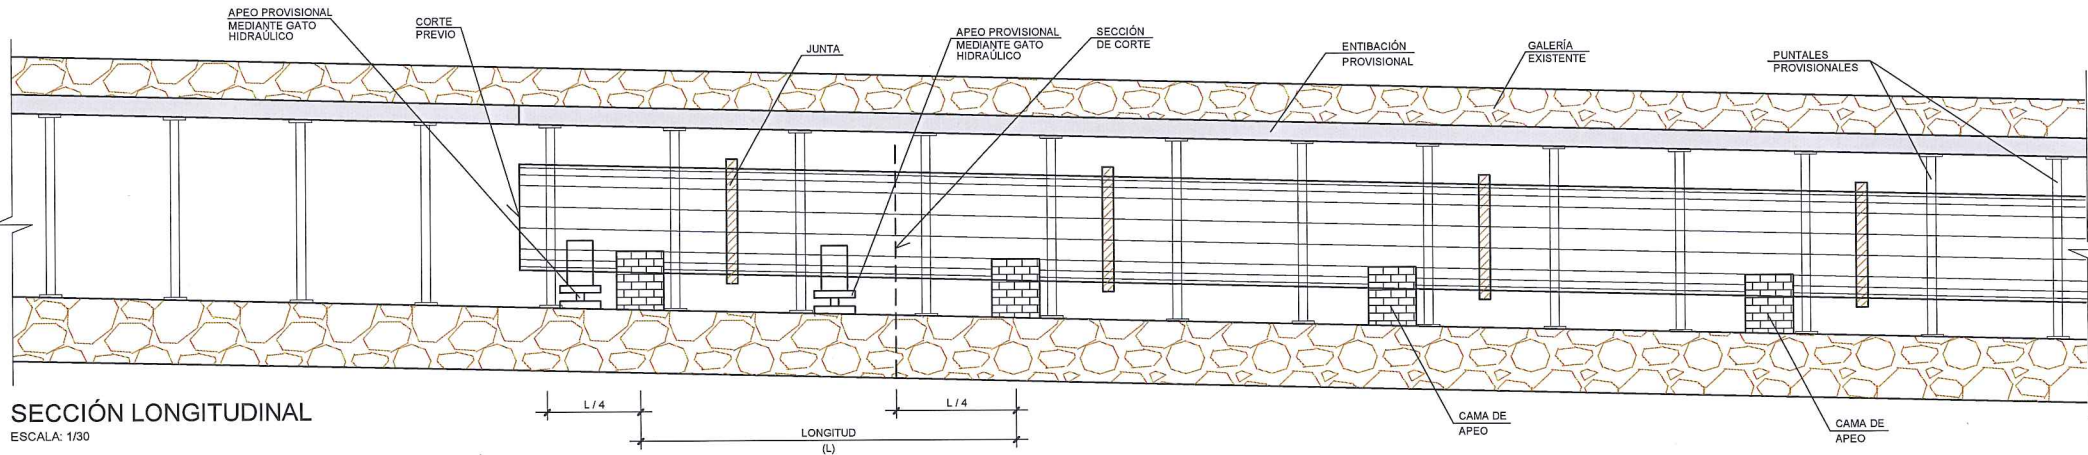 APEO PROVISIONAL
MEDIANTE GATO
HIDRAÚLICO
CORTE
PREVIO
JUNTA
APEO PROVISIONAL
MEDIANTE GATO
HIDRAÚLICO
SECCIÓN
DE CORTE
ENTIBACIÓN
PROVISIONAL
GALERÍA
EXISTENTE
PUNTALES
PROVISIONALES
L / 4
L / 4
LONGITUD
(L)
CAMA DE
APEO
CAMA DE
APEO
SECCIÓN LONGITUDINAL
ESCALA: 1/30